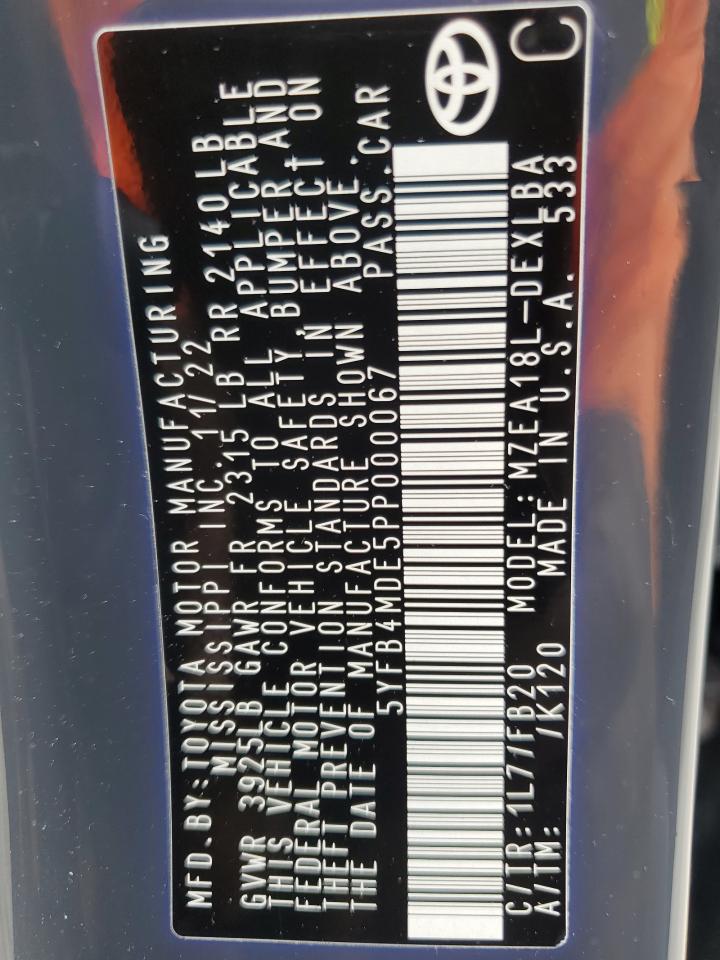 MFD. BY: TOYOTA MOTOR MANUFACTURING
MISSISSIPPI INC. 11/22
GVWR 3925LB GAWR FR 2315 LB RR 2140LB
THIS VEHICLE CONFORMS TO ALL APPLICABLE
FEDERAL MOTOR VEHICLE SAFETY, BUMPER AND
THEFT PREVENTION STANDARDS IN EFFECT ON
THE DATE OF MANUFACTURE SHOWN ABOVE.
5YFB4MDE5PP000067 PASS. CAR
C/TR: 1L7/FB20 MODEL: MZEA18L-DEXLBA
A/TM: /K120 MADE IN U.S.A. 533
C